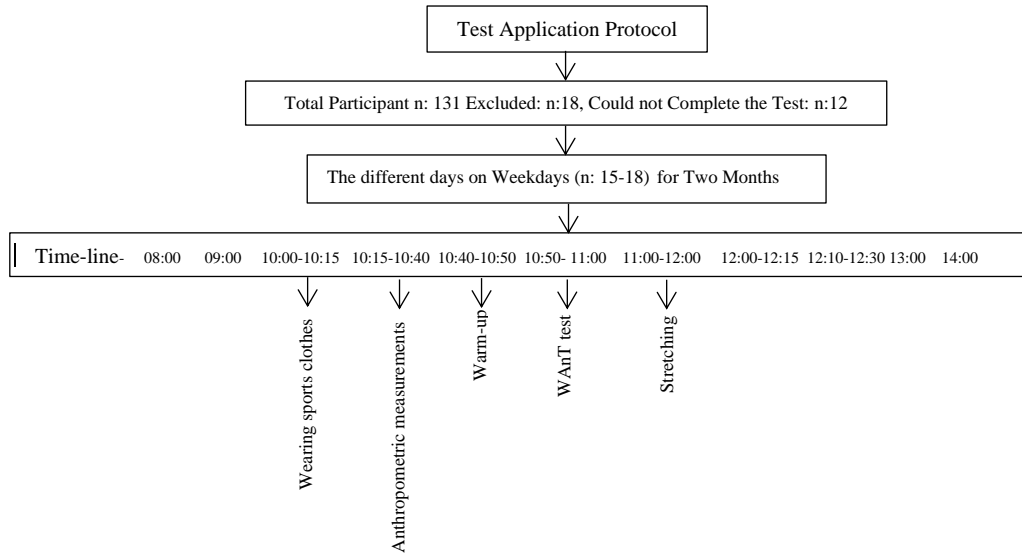 Test Application Protocol
Total Participant n: 131 Excluded: n:18, Could not Complete the Test: n:12
The different days on Weekdays (n: 15-18) for Two Months
Time-line- 08:00 09:00 10:00-10:15 10:15-10:40 10:40-10:50 10:50- 11:00 11:00-12:00 12:00-12:15 12:10-12:30 13:00 14:00
Wearing sports clothes
Anthropometric measurements
Warm-up
WAnT test
Stretching